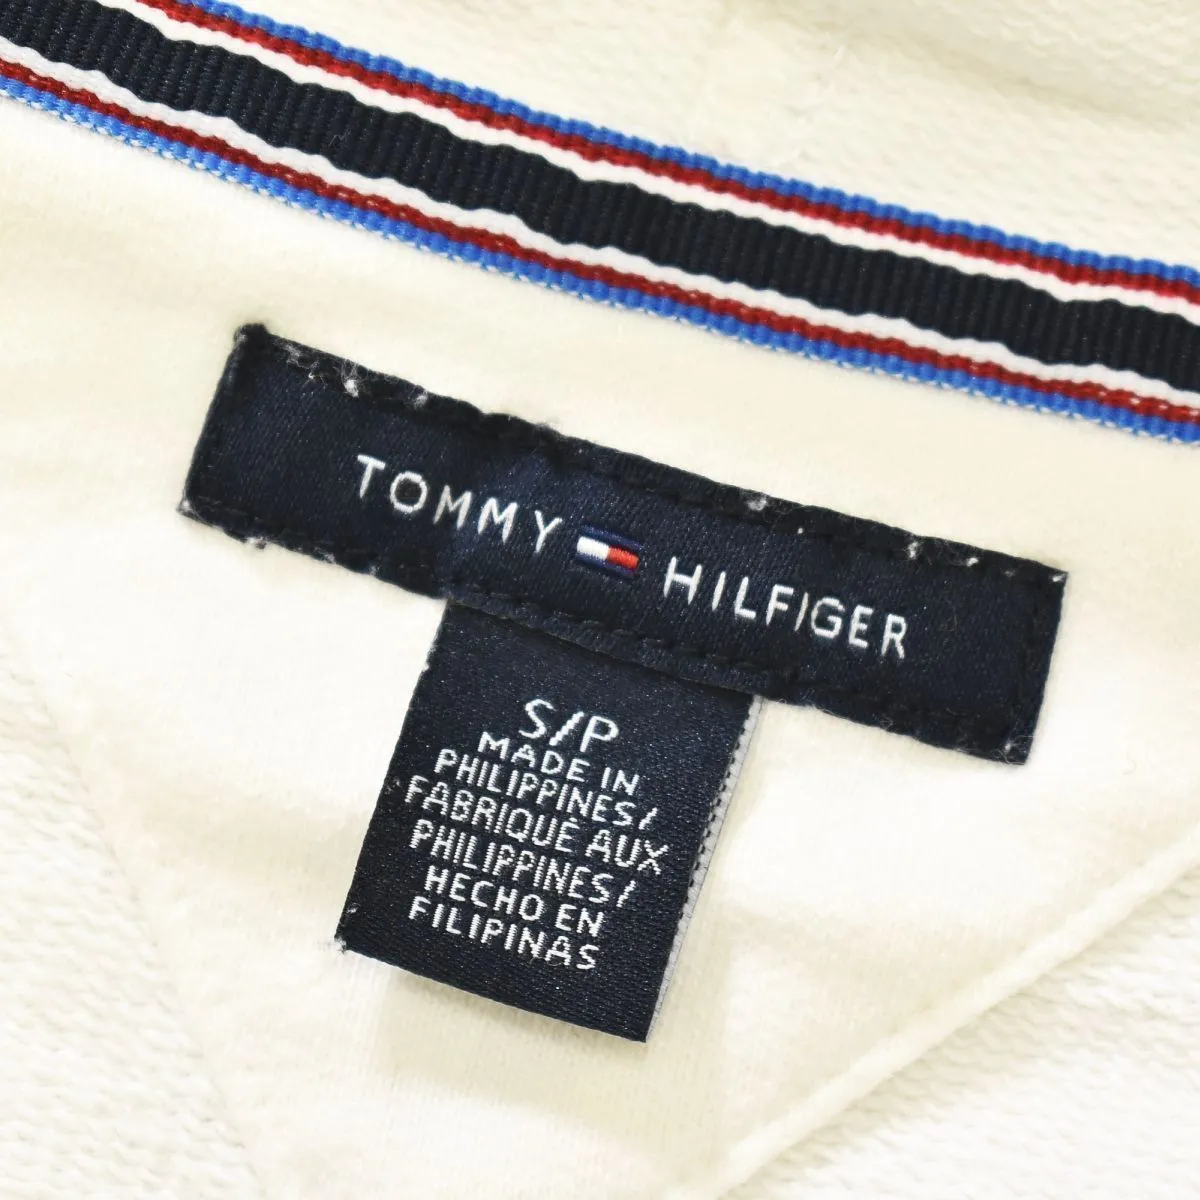 TOMMY HILFIGER
S/P
MADE IN
PHILIPPINES/
FABRIQUÉ AUX
PHILIPPINES/
HECHO EN
FILIPINAS